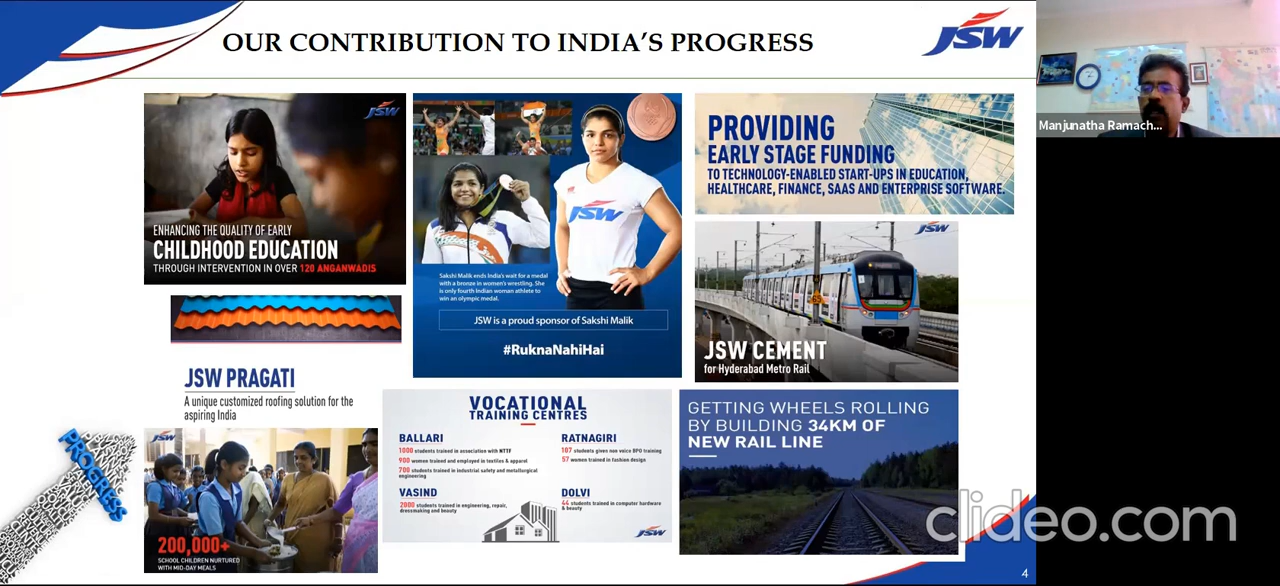 OUR CONTRIBUTION TO INDIA'S PROGRESS
JSW
Manjunatha Ramach...
JSW
ENHANCING THE QUALITY OF EARLY
CHILDHOOD EDUCATION
THROUGH INTERVENTION IN OVER 120 ANGANWADIS
JSW
Sakshi Malik ends India's wait for a medal
with a bronze in women's wrestling. She
is only fourth Indian woman athlete to
win an olympic medal.
JSW is a proud sponsor of Sakshi Malik
#RuknaNahiHai
PROVIDING
EARLY STAGE FUNDING
TO TECHNOLOGY-ENABLED START-UPS IN EDUCATION,
HEALTHCARE, FINANCE, SAAS AND ENTERPRISE SOFTWARE.
JSW
JSW CEMENT
for Hyderabad Metro Rail
JSW PRAGATI
A unique customized roofing solution for the
aspiring India
PROGRESS
JSW
200,000+
SCHOOL CHILDREN NURTURED
WITH MID-DAY MEALS
VOCATIONAL
TRAINING CENTRES
BALLARI
1000 students trained in association with NTTF
900 women trained and employed in textiles & apparel
700 students trained in industrial safety and metallurgical
engineering
RATNAGIRI
187 students given non voice BPO training
57 women trained in fashion design
VASIND
2000 students trained in engineering, repair,
dressmaking and beauty
DOLVI
44 students trained in computer hardware
& beauty
JSW
GETTING WHEELS ROLLING
BY BUILDING 34KM OF
NEW RAIL LINE
clideo.com
4